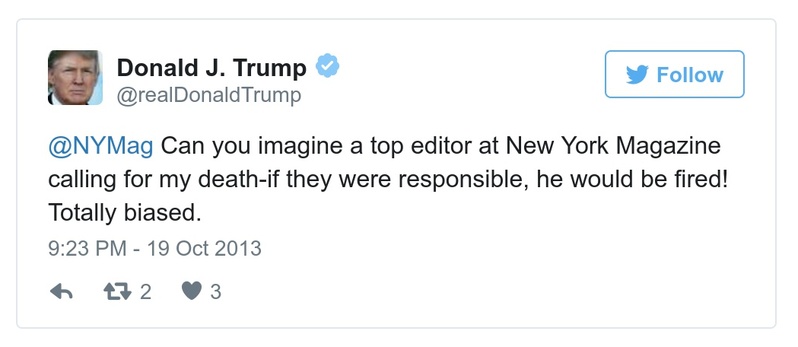 Donald J. Trump
@realDonaldTrump
Follow
@NYMag Can you imagine a top editor at New York Magazine
calling for my death-if they were responsible, he would be fired!
Totally biased.
9:23 PM - 19 Oct 2013
2 3